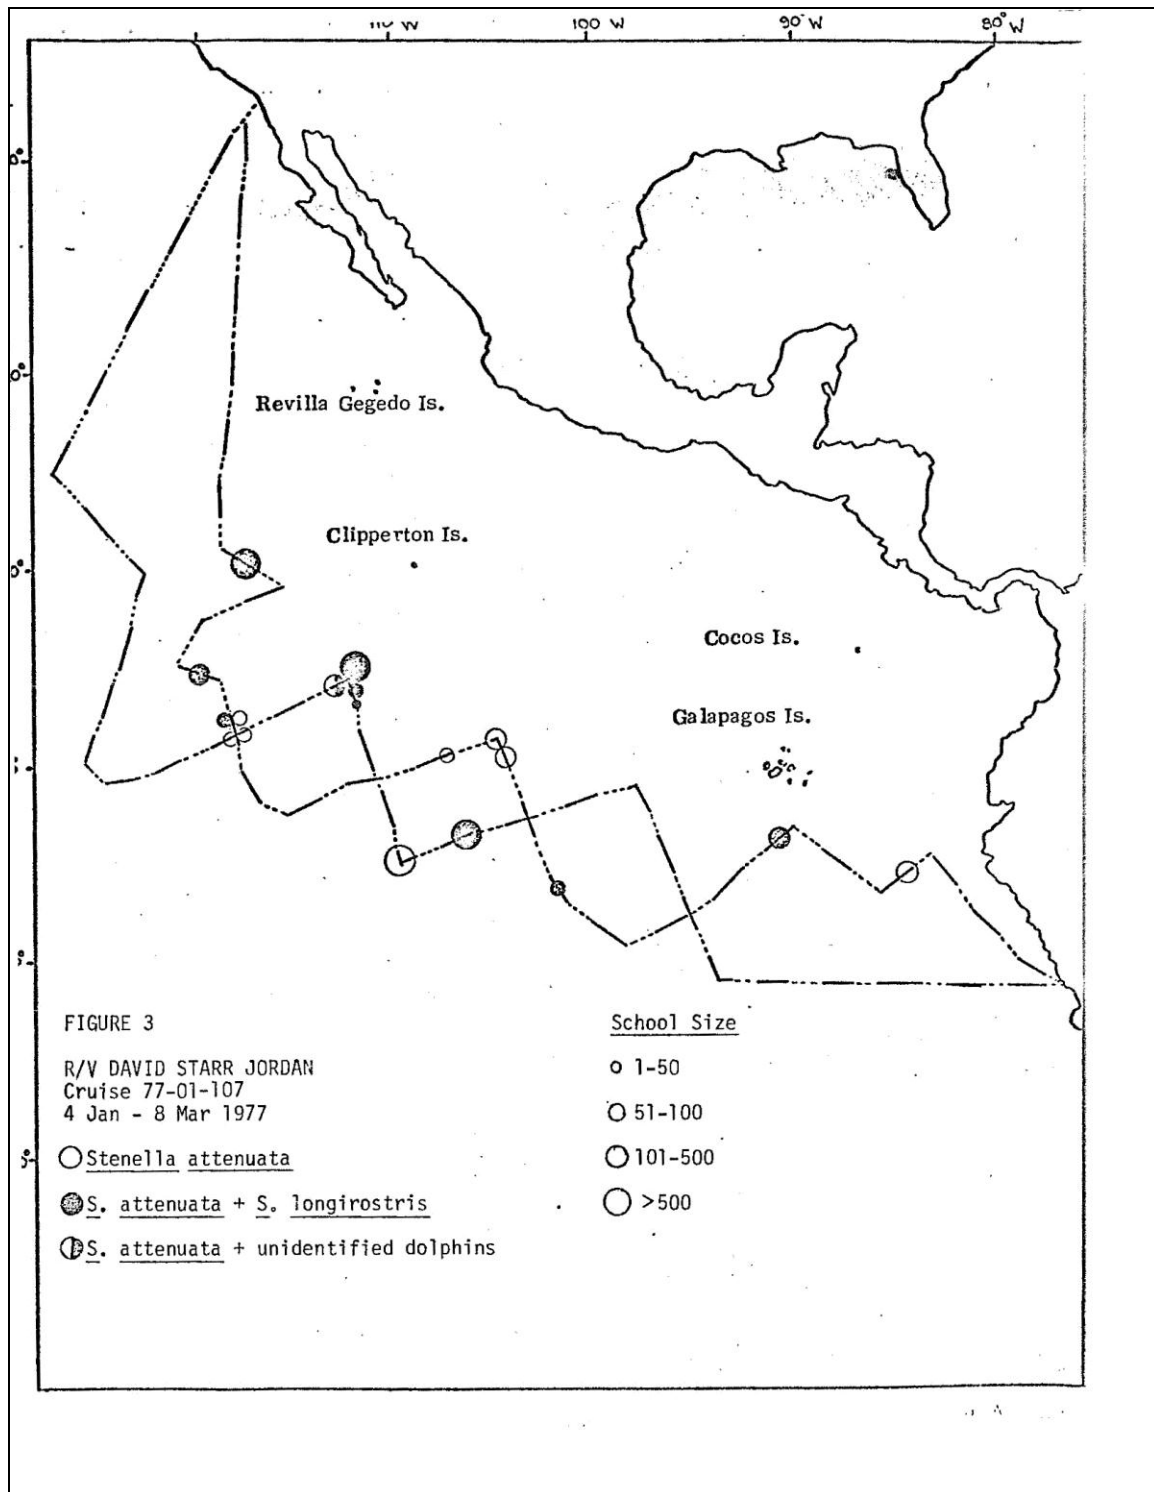 100°W 90°W 80°W
Revilla Gegedo Is.
Clipperton Is.
Cocos Is.
Galapagos Is.
FIGURE 3
R/V DAVID STARR JORDAN
Cruise 77-01-107
4 Jan - 8 Mar 1977
Stenella attenuata
S. attenuata + S. longirostris
S. attenuata + unidentified dolphins
School Size
1-50
51-100
101-500
>500